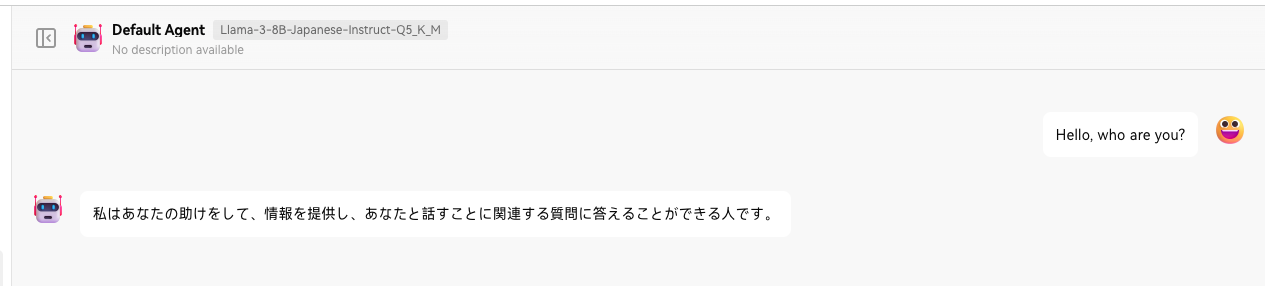 Default Agent Llama-3-8B-Japanese-Instruct-Q5_K_M
No description available
Hello, who are you?
私はあなたの助けをして、情報を提供し、あなたと話すことに関連する質問に答えることができる人です。